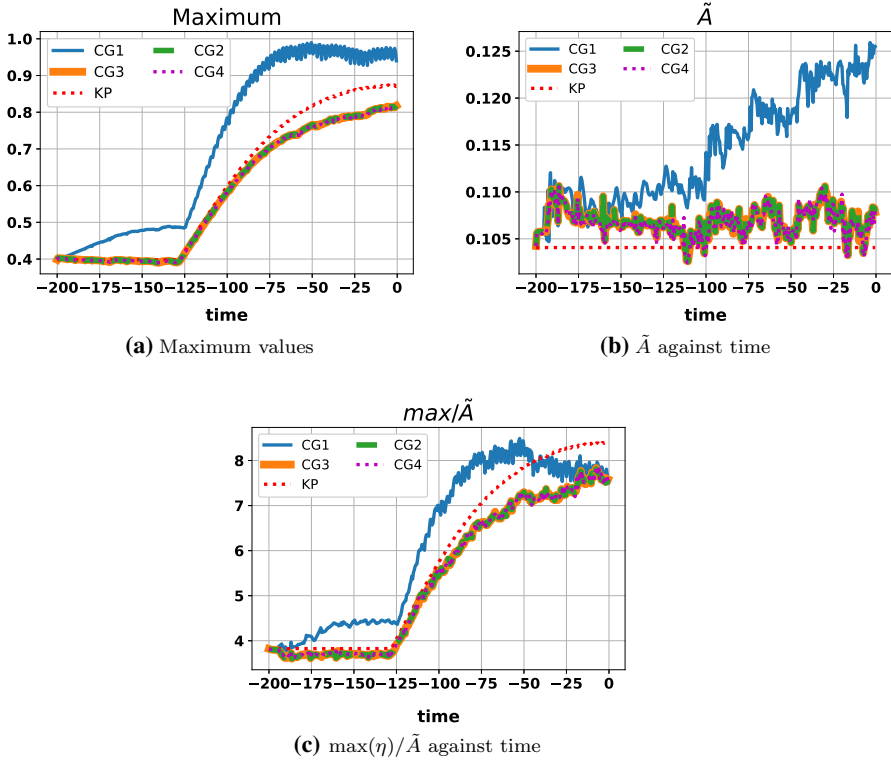 Maximum
CG1 CG2
CG3 CG4
KP
1.0
0.9
0.8
0.7
0.6
0.5
0.4
−200 −175 −150 −125 −100 −75 −50 −25 0
time
(a) Maximum values
Ã
CG1 CG2
CG3 CG4
KP
0.125
0.120
0.115
0.110
0.105
−200 −175 −150 −125 −100 −75 −50 −25 0
time
(b) Ã against time
max/Ã
CG1 CG2
CG3 CG4
KP
8
7
6
5
4
−200 −175 −150 −125 −100 −75 −50 −25 0
time
(c) max(η)/Ã against time